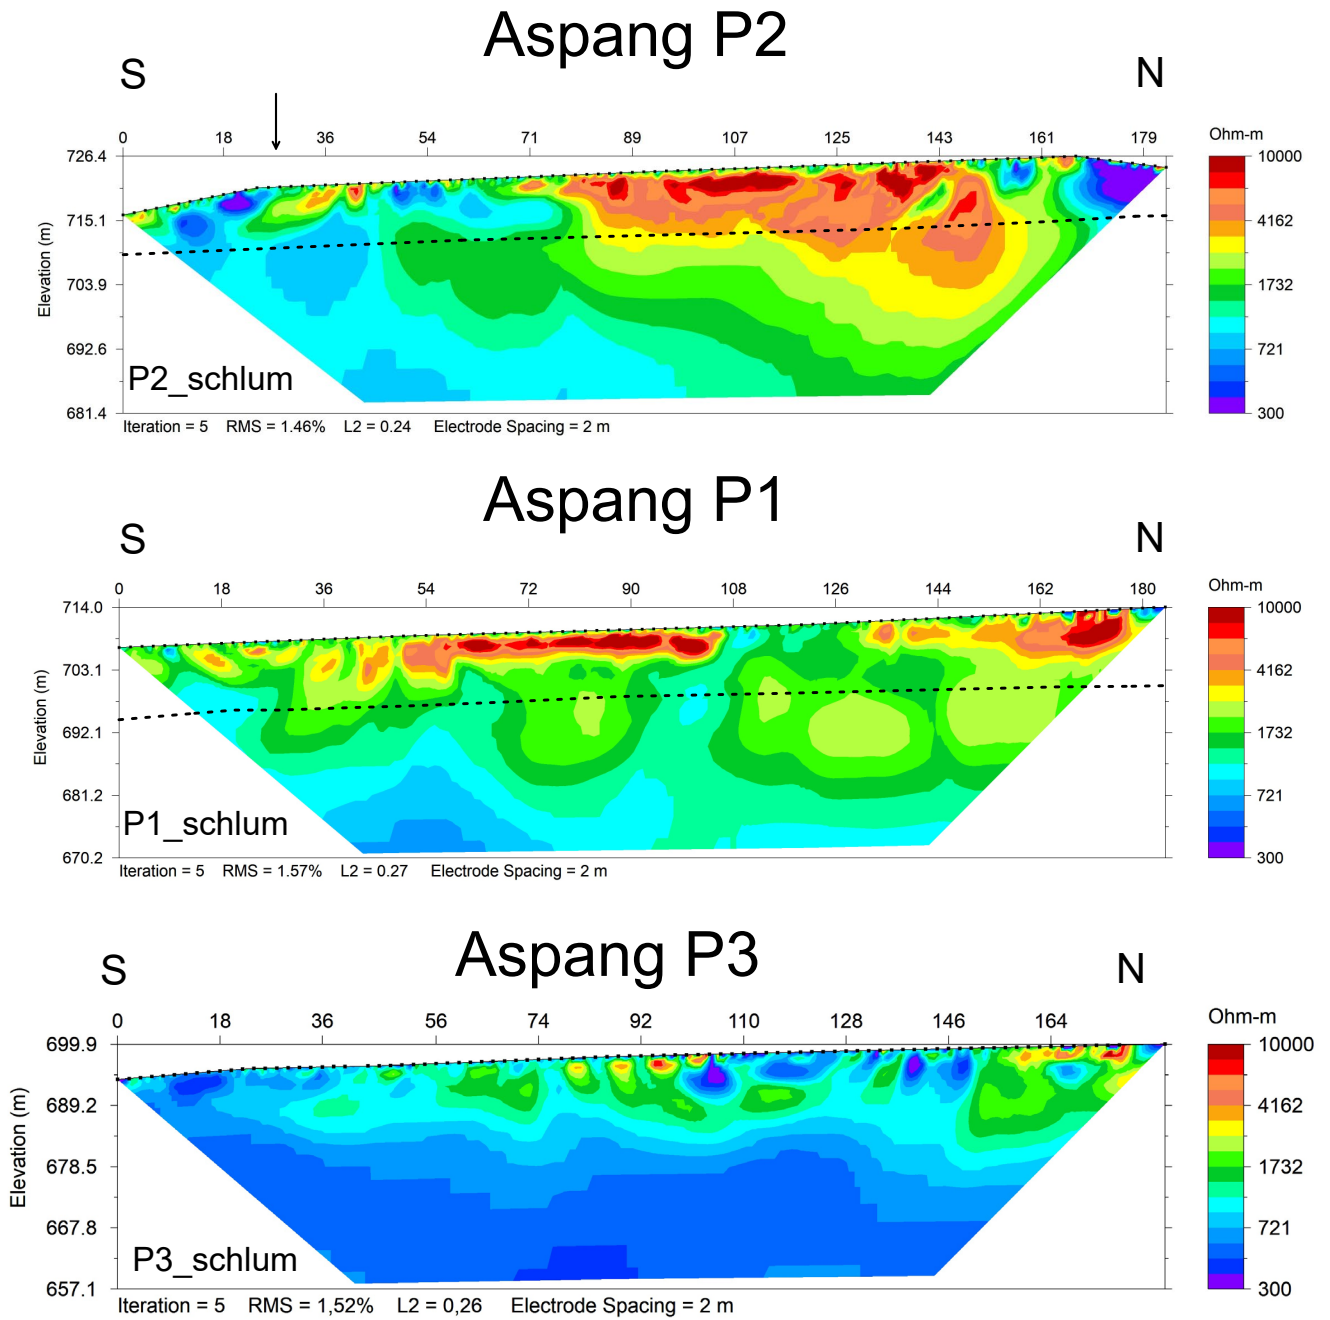 Aspang P2
S N
0 18 36 54 71 89 107 125 143 161 179
Ohm-m
726.4
715.1
703.9
692.6
681.4
Elevation (m)
10000
4162
1732
721
300
P2_schlum
Iteration = 5 RMS = 1.46% L2 = 0.24 Electrode Spacing = 2 m
Aspang P1
S N
0 18 36 54 72 90 108 126 144 162 180
Ohm-m
714.0
703.1
692.1
681.2
670.2
Elevation (m)
10000
4162
1732
721
300
P1_schlum
Iteration = 5 RMS = 1.57% L2 = 0.27 Electrode Spacing = 2 m
Aspang P3
S N
0 18 36 56 74 92 110 128 146 164
Ohm-m
699.9
689.2
678.5
667.8
657.1
Elevation (m)
10000
4162
1732
721
300
P3_schlum
Iteration = 5 RMS = 1,52% L2 = 0,26 Electrode Spacing = 2 m